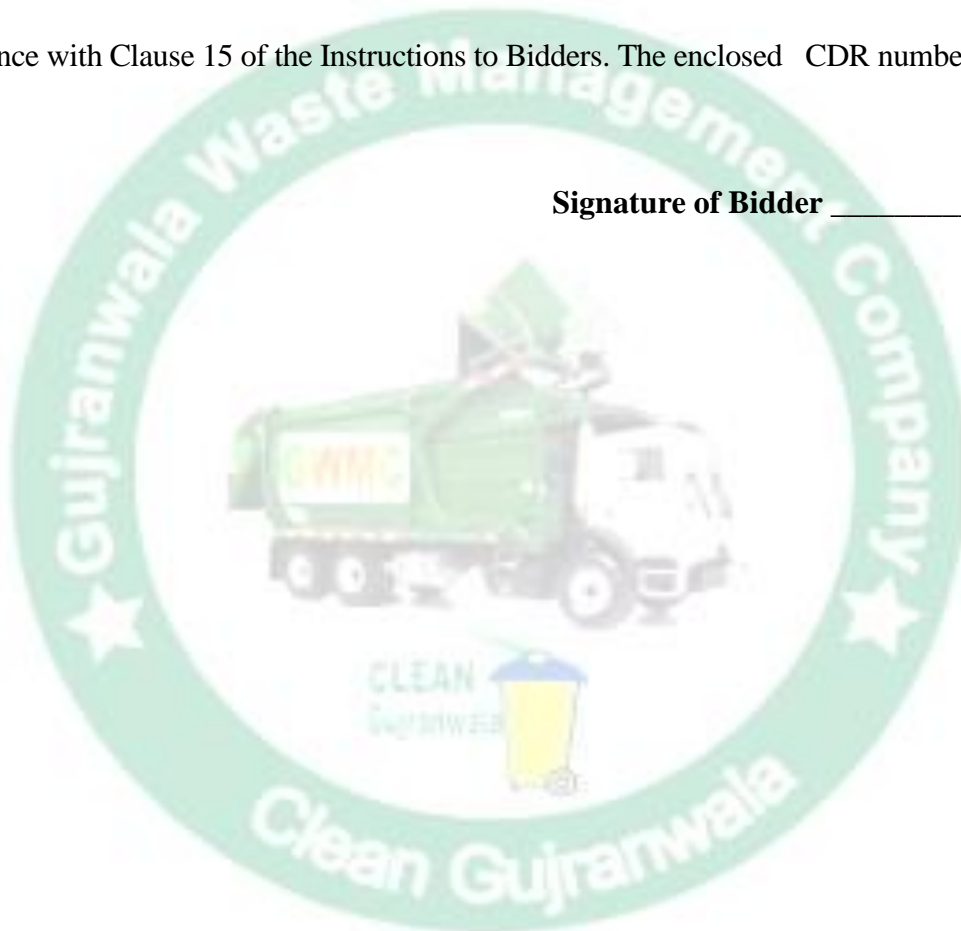 nce with Clause 15 of the Instructions to Bidders. The enclosed CDR numbe
Signature of Bidder _________
Gujranwala Waste Management Company
GWMC
CLEAN
Gujranwala
Clean Gujranwala